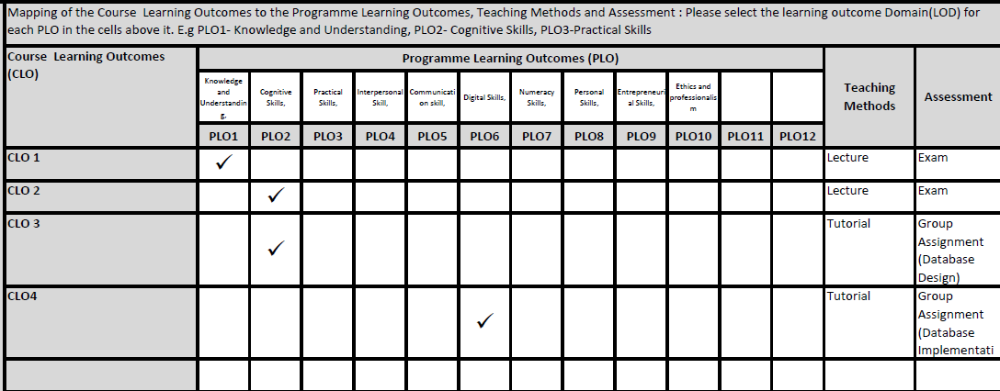 Mapping of the Course Learning Outcomes to the Programme Learning Outcomes, Teaching Methods and Assessment : Please select the learning outcome Domain(LOD) for
each PLO in the cells above it. E.g PLO1- Knowledge and Understanding, PLO2- Cognitive Skills, PLO3-Practical Skills
Course Learning Outcomes
(CLO)
Programme Learning Outcomes (PLO)
Teaching
Methods
Assessment
Knowledge
and
Understandin
g,
Cognitive
Skills,
Practical
Skills,
Interpersonal
Skill,
Communicati
on skill,
Digital Skills,
Numeracy
Skills,
Personal
Skills,
Entrepreneuri
al Skills,
Ethics and
professionalis
m
PLO1 PLO2 PLO3 PLO4 PLO5 PLO6 PLO7 PLO8 PLO9 PLO10 PLO11 PLO12
CLO 1 ✓ Lecture Exam
CLO 2 ✓ Lecture Exam
CLO 3 ✓ Tutorial Group
Assignment
(Database
Design)
CLO4 ✓ Tutorial Group
Assignment
(Database
Implementati